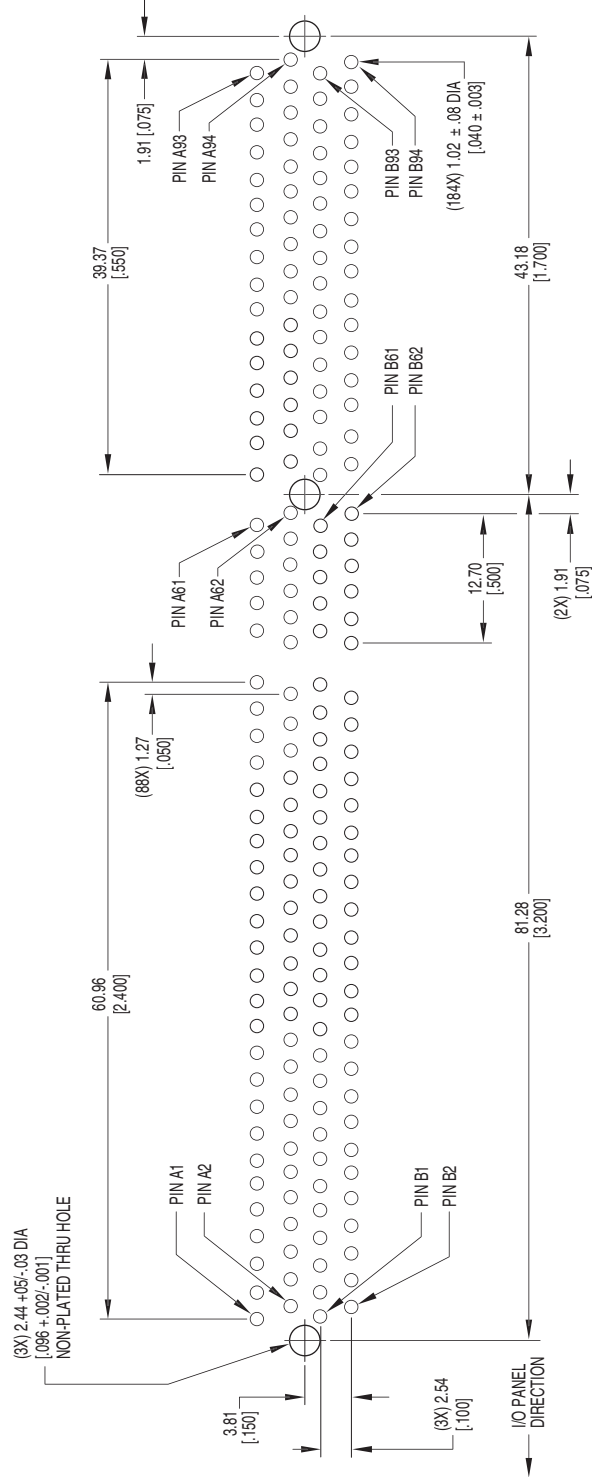 (3X) 2.44 +05/-.03 DIA
[.096 +.002/-.001]
NON-PLATED THRU HOLE
1.91 [.075]
39.37
[.550]
60.96
[2.400]
(88X) 1.27
[.050]
PIN A1
PIN A2
PIN A61
PIN A62
PIN A93
PIN A94
3.81
[.150]
(3X) 2.54
[.100]
PIN B1
PIN B2
PIN B61
PIN B62
PIN B93
PIN B94
(184X) 1.02 ± .08 DIA
[.040 ± .003]
12.70
[.500]
(2X) 1.91
[.075]
81.28
[3.200]
43.18
[1.700]
I/O PANEL
DIRECTION